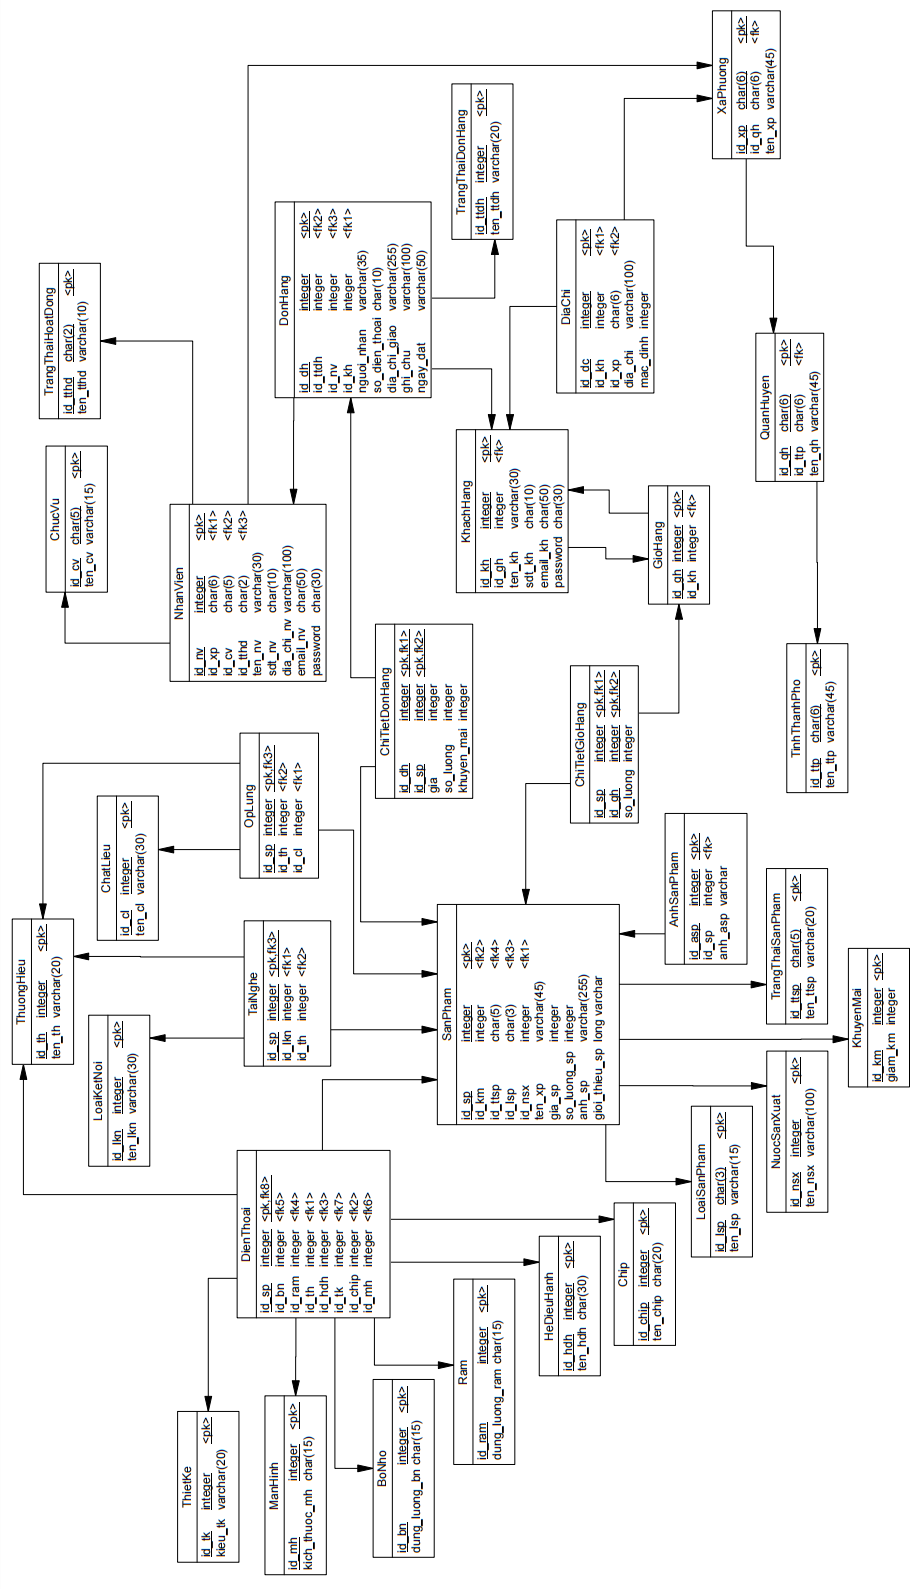 ThietKe
id_tk integer <pk>
kieu_tk varchar(20)
ManHinh
id_mh integer <pk>
kich_thuoc_mh char(15)
BoNho
id_bn integer <pk>
dung_luong_bn char(15)
Ram
id_ram integer <pk>
dung_luong_ram char(15)
HeDieuHanh
id_hdh integer <pk>
ten_hdh char(30)
Chip
id_chip integer <pk>
ten_chip char(20)
DienThoai
id_sp integer <pk,fk8>
id_bn integer <fk5>
id_ram integer <fk4>
id_th integer <fk1>
id_hdh integer <fk3>
id_tk integer <fk7>
id_chip integer <fk2>
id_mh integer <fk6>
LoaiSanPham
id_lsp char(3) <pk>
ten_lsp varchar(15)
NuocSanXuat
id_nsx integer <pk>
ten_nsx varchar(100)
KhuyenMai
id_km integer <pk>
giam_km integer
TrangThaiSanPham
id_ttsp char(5) <pk>
ten_ttsp varchar(20)
AnhSanPham
id_asp integer <pk>
id_sp integer <fk>
anh_asp varchar
SanPham
id_sp integer <pk>
id_km integer <fk2>
id_ttsp char(5) <fk4>
id_lsp char(3) <fk3>
id_nsx integer <fk1>
ten_xp varchar(45)
gia_sp integer
so_luong_sp integer
anh_sp varchar(255)
gioi_thieu_sp long varchar
LoaiKetNoi
id_lkn integer <pk>
ten_lkn varchar(30)
ThuongHieu
id_th integer <pk>
ten_th varchar(20)
TaiNghe
id_sp integer <pk,fk3>
id_lkn integer <fk1>
id_th integer <fk2>
ChatLieu
id_cl integer <pk>
ten_cl varchar(30)
OpLung
id_sp integer <pk,fk3>
id_th integer <fk2>
id_cl integer <fk1>
ChiTietDonHang
id_dh integer <pk,fk1>
id_sp integer <pk,fk2>
gia integer
so_luong integer
khuyen_mai integer
ChiTietGioHang
id_sp integer <pk,fk1>
id_gh integer <pk,fk2>
so_luong integer
TinhThanhPho
id_ttp char(6) <pk>
ten_ttp varchar(45)
NhanVien
id_nv integer <pk>
id_xp char(6) <fk1>
id_cv char(5) <fk2>
id_tthd char(2) <fk3>
ten_nv varchar(30)
sdt_nv char(10)
dia_chi_nv varchar(100)
email_nv char(50)
password char(30)
ChucVu
id_cv char(5) <pk>
ten_cv varchar(15)
TrangThaiHoatDong
id_tthd char(2) <pk>
ten_tthd varchar(10)
KhachHang
id_kh integer <pk>
id_gh integer <fk>
ten_kh varchar(30)
sdt_kh char(10)
email_kh char(50)
password char(30)
GioHang
id_gh integer <pk>
id_kh integer <fk>
DonHang
id_dh integer <pk>
id_ttdh integer <fk2>
id_nv integer <fk3>
id_kh integer <fk1>
nguoi_nhan varchar(35)
so_dien_thoai char(10)
dia_chi_giao varchar(255)
ghi_chu varchar(100)
ngay_dat varchar(50)
TrangThaiDonHang
id_ttdh integer <pk>
ten_ttdh varchar(20)
DiaChi
id_dc integer <pk>
id_kh integer <fk1>
id_xp char(6) <fk2>
dia_chi varchar(100)
mac_dinh integer
QuanHuyen
id_qh char(6) <pk>
id_ttp char(6) <fk>
ten_qh varchar(45)
XaPhuong
id_xp char(6) <pk>
id_qh char(6) <fk>
ten_xp varchar(45)